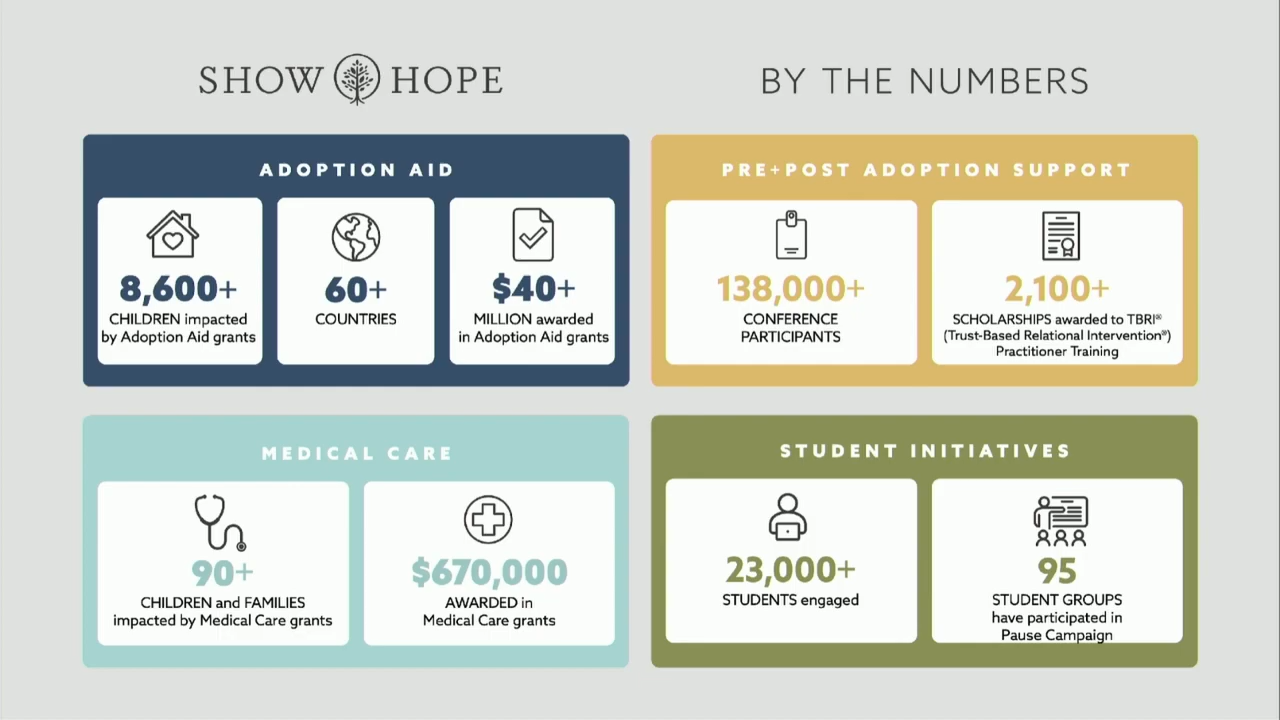 SHOW HOPE
BY THE NUMBERS
ADOPTION AID
8,600+
CHILDREN impacted
by Adoption Aid grants
60+
COUNTRIES
$40+
MILLION awarded
in Adoption Aid grants
PRE+POST ADOPTION SUPPORT
138,000+
CONFERENCE
PARTICIPANTS
2,100+
SCHOLARSHIPS awarded to TBRI®
(Trust-Based Relational Intervention®)
Practitioner Training
MEDICAL CARE
90+
CHILDREN and FAMILIES
impacted by Medical Care grants
$670,000
AWARDED in
Medical Care grants
STUDENT INITIATIVES
23,000+
STUDENTS engaged
95
STUDENT GROUPS
have participated in
Pause Campaign